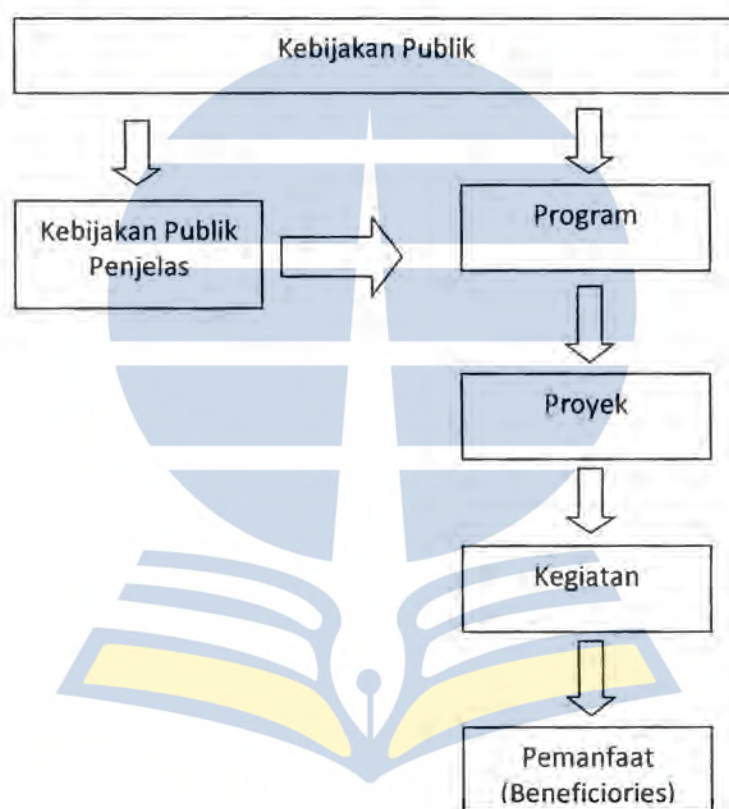 Kebijakan Publik
Kebijakan Publik
Penjelas
Program
Proyek
Kegiatan
Pemanfaat
(Beneficiories)